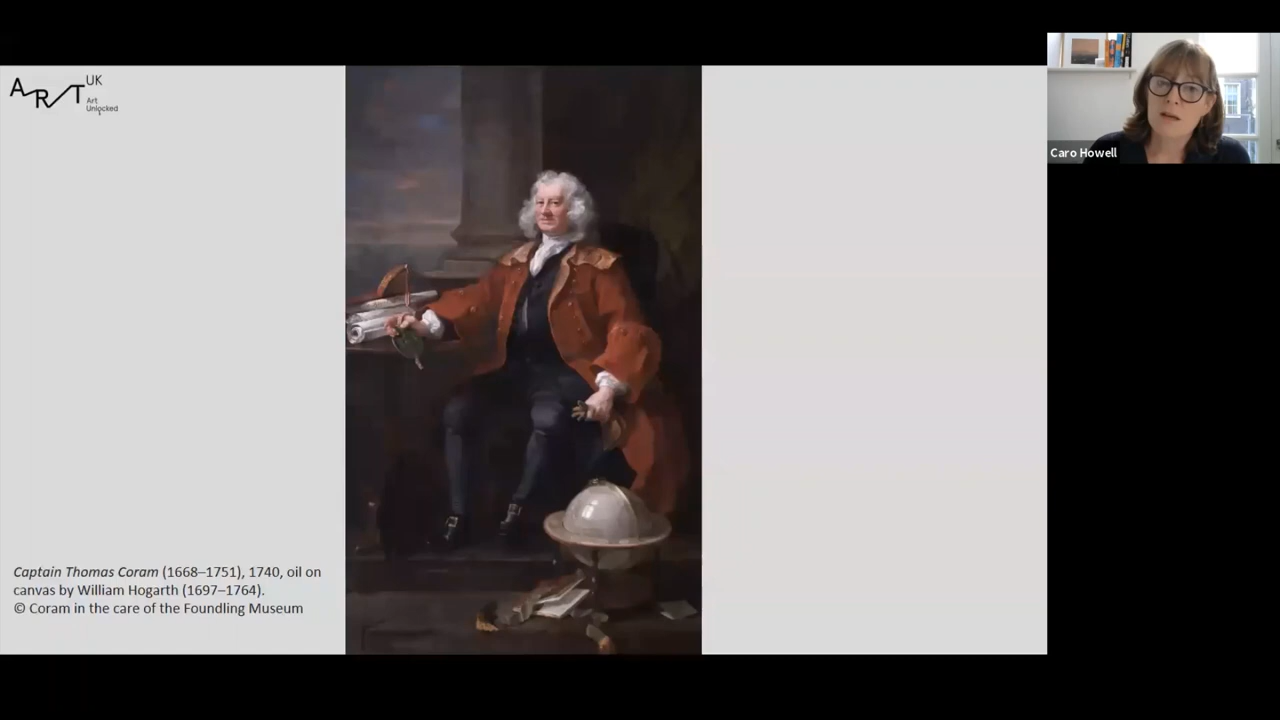 ART UK
Art
Unlocked
Caro Howell
Captain Thomas Coram (1668–1751), 1740, oil on
canvas by William Hogarth (1697–1764).
© Coram in the care of the Foundling Museum